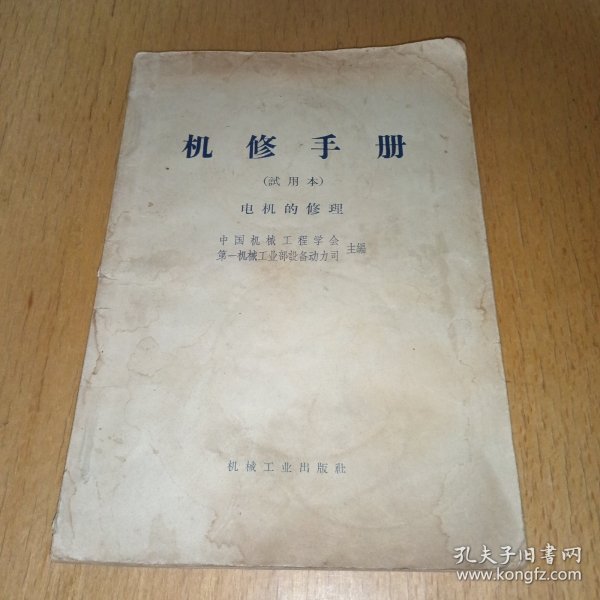 机修手册
(試用本)
电机的修理
中国机械工程学会
第一机械工业部设备动力司
主編
机械工业出版社
孔夫子旧书网
www.kongfz.com